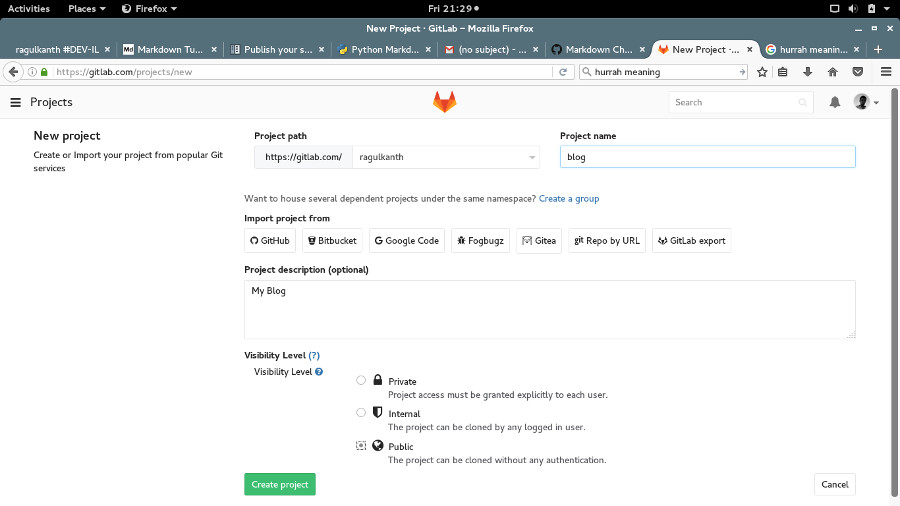 Activities Places Firefox Fri 21:29
New Project · GitLab – Mozilla Firefox
ragulkanth #DEV-IL Markdown Tu... Publish your s... Python Markd... (no subject) - ... Markdown Ch... New Project ·... hurrah meanin...
https://gitlab.com/projects/new hurrah meaning
Projects Search
New project
Create or Import your project from popular Git
services
Project path Project name
https://gitlab.com/ ragulkanth blog
Want to house several dependent projects under the same namespace? Create a group
Import project from
GitHub Bitbucket Google Code Fogbugz Gitea git Repo by URL GitLab export
Project description (optional)
My Blog
Visibility Level (?)
Visibility Level ?
Private
Project access must be granted explicitly to each user.
Internal
The project can be cloned by any logged in user.
Public
The project can be cloned without any authentication.
Create project Cancel